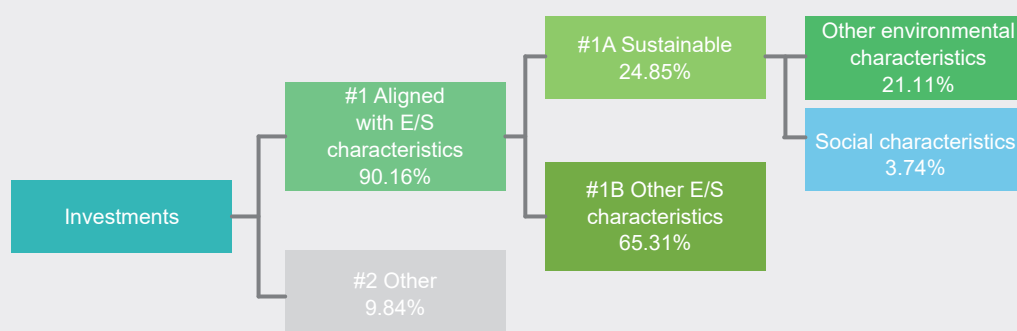 Investments
#1 Aligned
with E/S
characteristics
90.16%
#2 Other
9.84%
#1A Sustainable
24.85%
#1B Other E/S
characteristics
65.31%
Other environmental
characteristics
21.11%
Social characteristics
3.74%